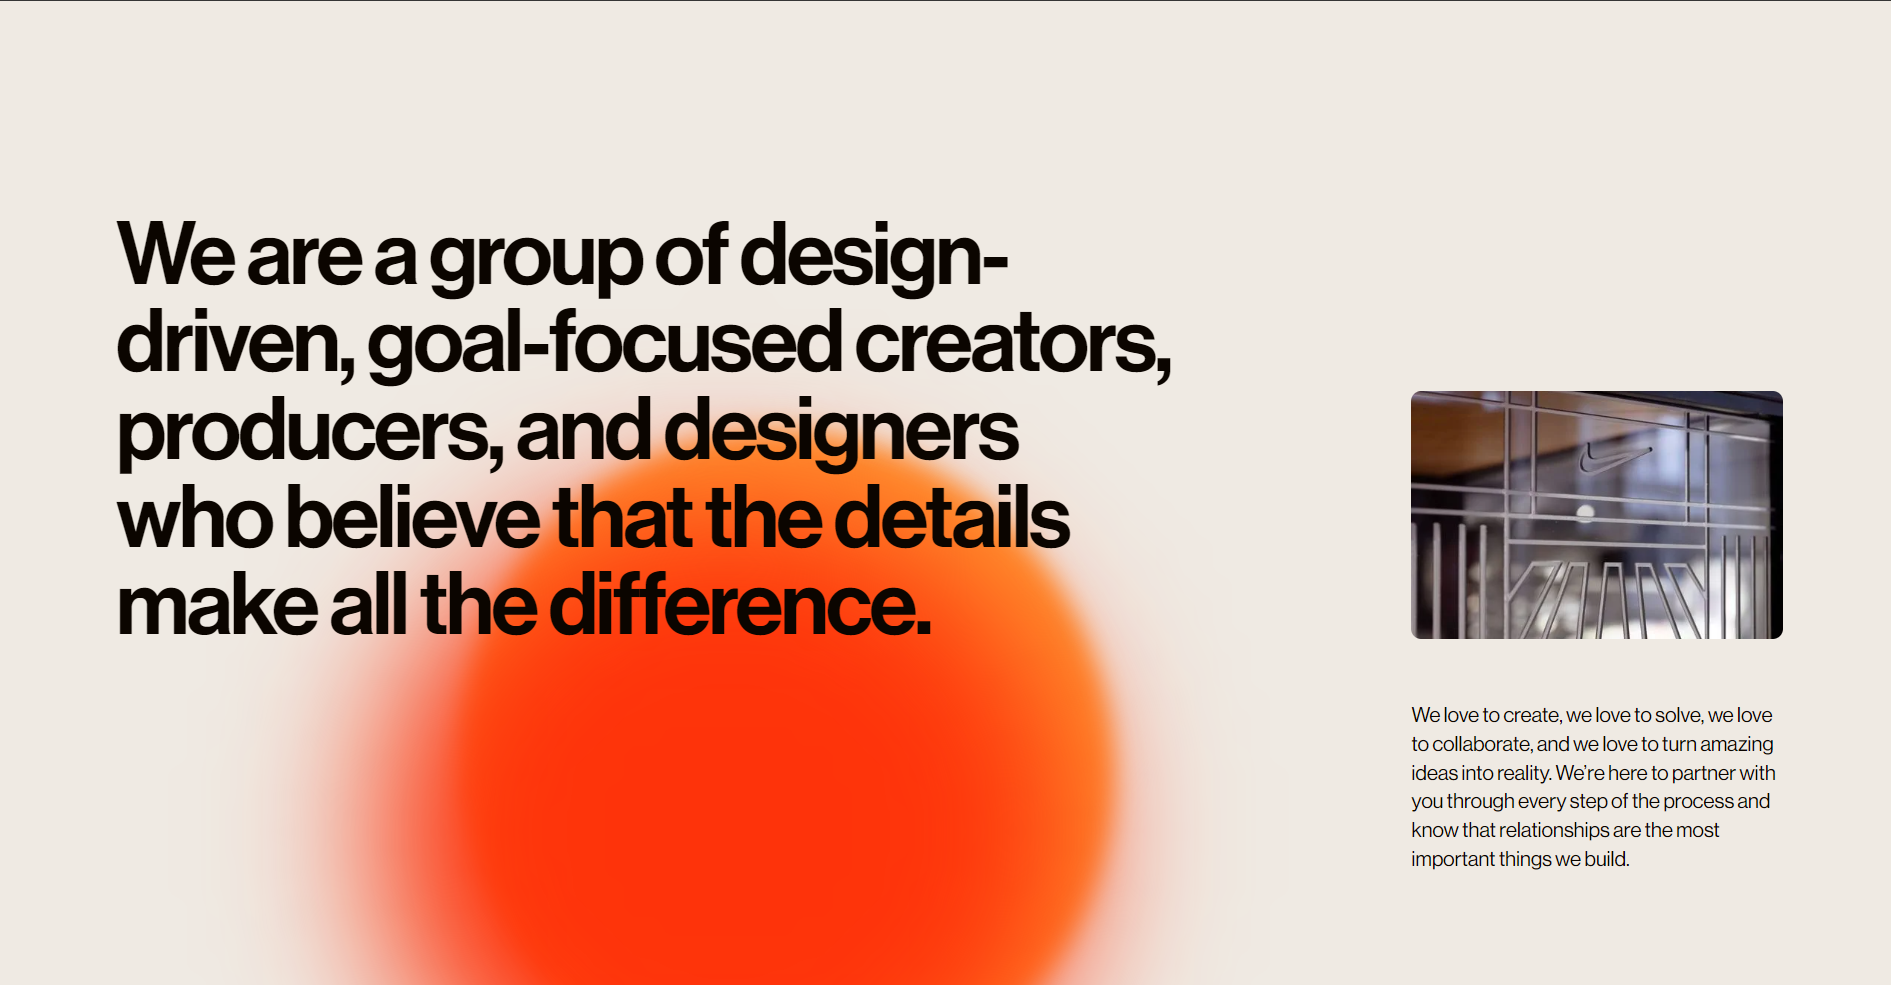 We are a group of design-
driven, goal-focused creators,
producers, and designers
who believe that the details
make all the difference.
We love to create, we love to solve, we love
to collaborate, and we love to turn amazing
ideas into reality. We’re here to partner with
you through every step of the process and
know that relationships are the most
important things we build.